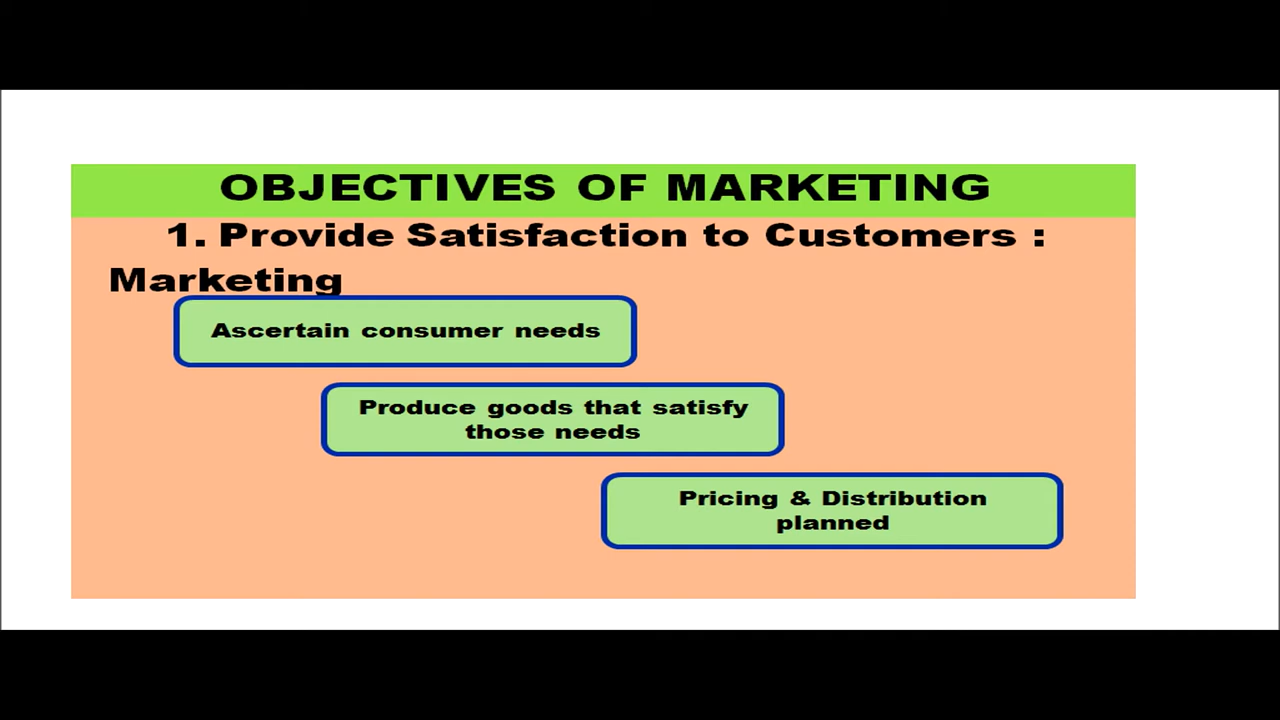 OBJECTIVES OF MARKETING
1. Provide Satisfaction to Customers :
Marketing
Ascertain consumer needs
Produce goods that satisfy
those needs
Pricing & Distribution
planned